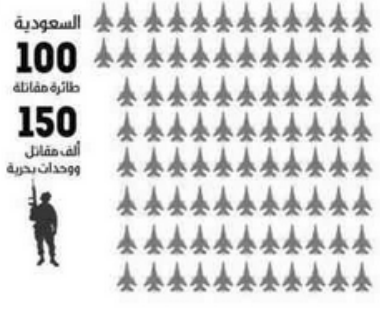 السعودية
100
طائرة مقاتلة
150
ألف مقاتل
ووحدات بحرية